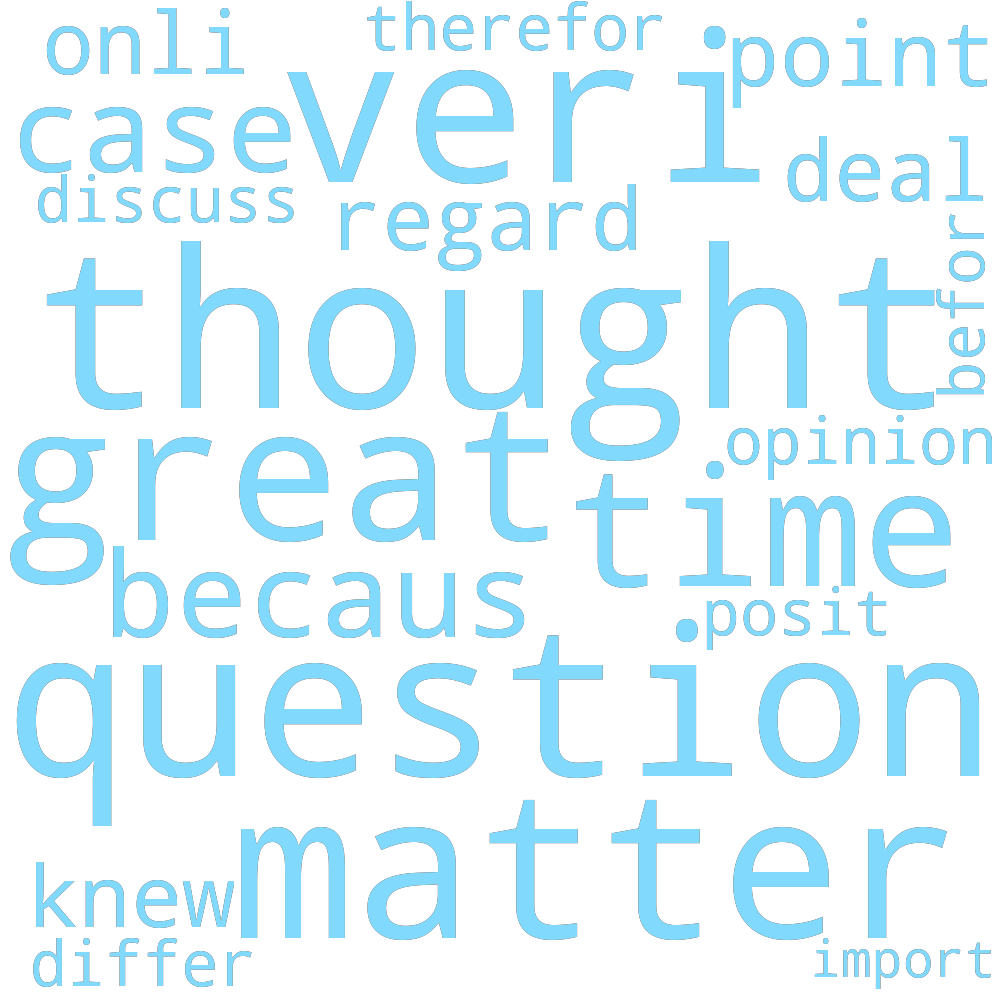 therefor
onli
veri
point
case
deal
discuss
regard
befor
thought
great
opinion
time
becaus
posit
question
matter
knew
differ
import